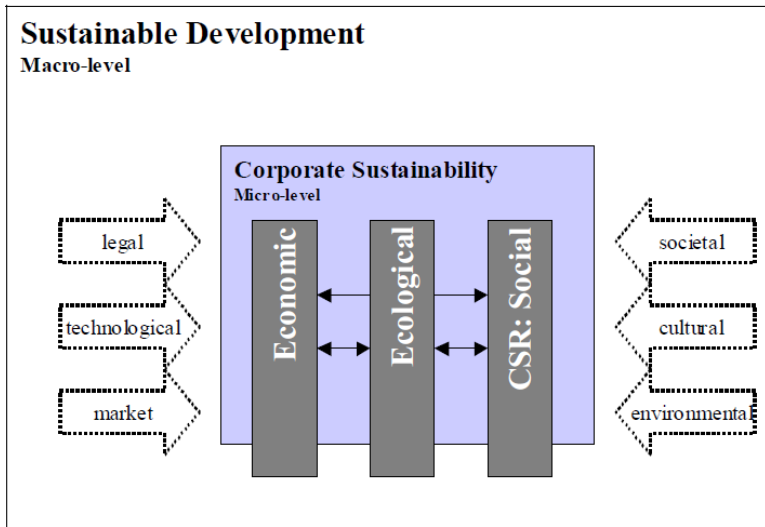 Sustainable Development
Macro-level
Corporate Sustainability
Micro-level
legal
technological
market
Economic
Ecological
CSR: Social
societal
cultural
environmental